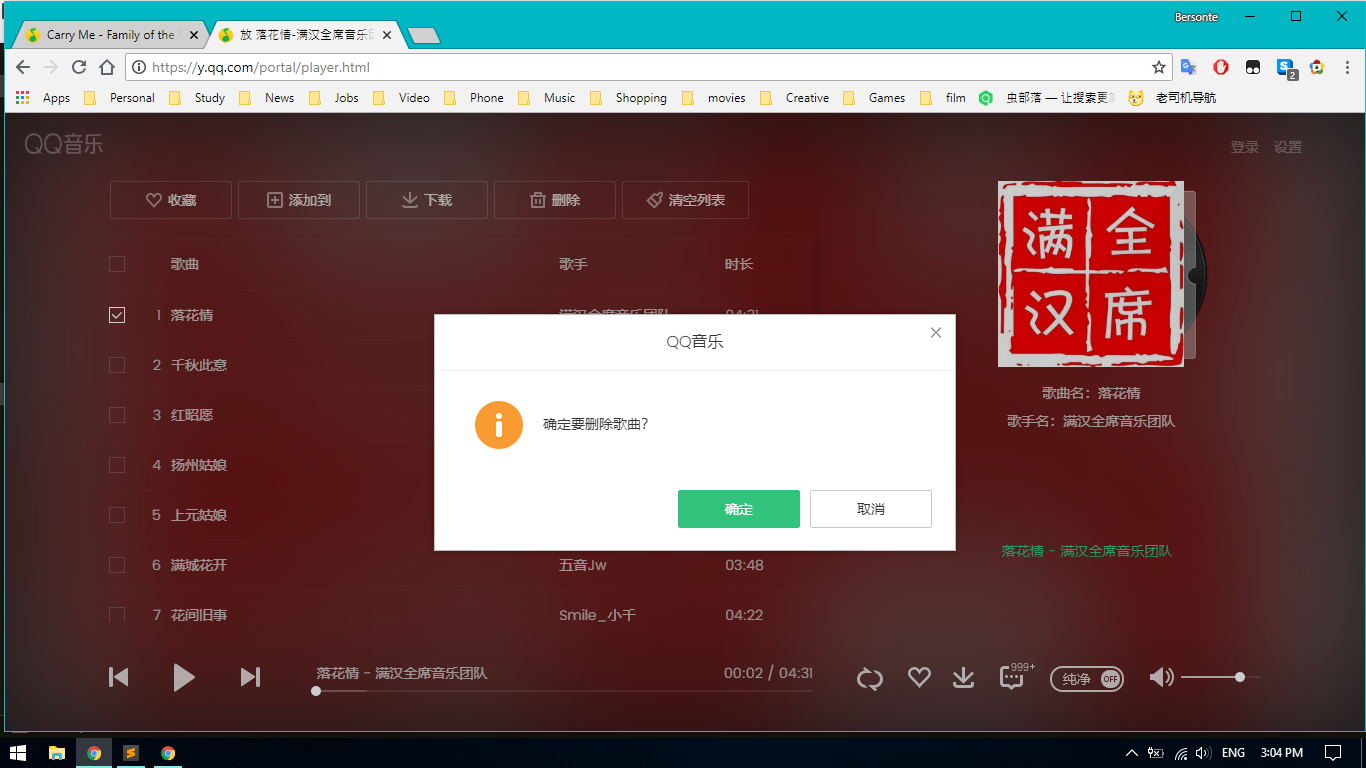 Bersonte
Carry Me - Family of the
放 落花情-满汉全席音乐团
https://y.qq.com/portal/player.html
2
Apps Personal Study News Jobs Video Phone Music Shopping movies Creative Games film 虫部落 — 让搜索更 老司机导航
QQ音乐
登录 设置
收藏 添加到 下载 删除 清空列表
满 全
汉 席
歌曲 歌手 时长
1 落花情 满汉全席音乐团队 04:31
2 千秋此意
3 红昭愿
4 扬州姑娘
5 上元姑娘
6 满城花开 五音Jw 03:48
7 花间旧事 Smile_小千 04:22
QQ音乐
确定要删除歌曲?
确定 取消
歌曲名：落花情
歌手名：满汉全席音乐团队
落花情 - 满汉全席音乐团队
落花情 - 满汉全席音乐团队 00:02 / 04:31
999+
纯净 OFF
ENG 3:04 PM